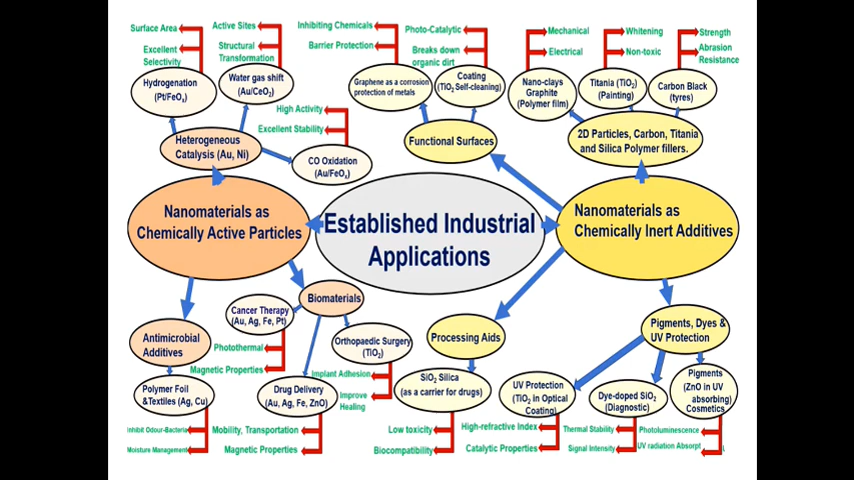 Surface Area
Excellent
Selectivity
Active Sites
Structural
Transformation
Inhibiting Chemicals
Barrier Protection
Photo-Catalytic
Breaks down
organic dirt
Mechanical
Electrical
Whitening
Non-toxic
Strength
Abrasion
Resistance
Hydrogenation
(Pt/FeO₄)
Water gas shift
(Au/CeO₂)
Graphene as a corrosion
protection of metals
Coating
(TiO₂ Self-cleaning)
Nano-clays
Graphite
(Polymer film)
Titania (TiO₂)
(Painting)
Carbon Black
(tyres)
High Activity
Excellent Stability
Heterogeneous
Catalysis (Au, Ni)
CO Oxidation
(Au/FeO₄)
Functional Surfaces
2D Particles, Carbon, Titania
and Silica Polymer fillers.
Nanomaterials as
Chemically Active Particles
Established Industrial
Applications
Nanomaterials as
Chemically Inert Additives
Biomaterials
Cancer Therapy
(Au, Ag, Fe, Pt)
Photothermal
Magnetic Properties
Orthopaedic Surgery
(TiO₂)
Implant Adhesion
Improve
Healing
Antimicrobial
Additives
Polymer Foil
&Textiles (Ag, Cu)
Inhibit Odour-Bacteria
Moisture Management
Drug Delivery
(Au, Ag, Fe, ZnO)
Mobility, Transportation
Magnetic Properties
Processing Aids
SiO₂ Silica
(as a carrier for drugs)
Low toxicity
Biocompatibility
Pigments, Dyes &
UV Protection
UV Protection
(TiO₂ in Optical
Coating)
High-refractive Index
Catalytic Properties
Dye-doped SiO₂
(Diagnostic)
Thermal Stability
Signal Intensity
Pigments
(ZnO in UV
absorbing)
Cosmetics
Photoluminescence
UV radiation Absorpt